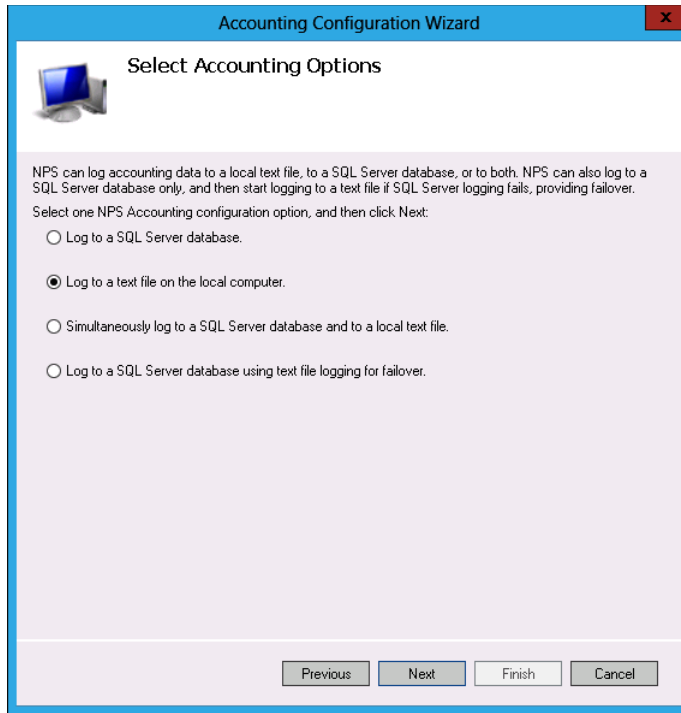 Accounting Configuration Wizard
x
Select Accounting Options
NPS can log accounting data to a local text file, to a SQL Server database, or to both. NPS can also log to a
SQL Server database only, and then start logging to a text file if SQL Server logging fails, providing failover.
Select one NPS Accounting configuration option, and then click Next:
Log to a SQL Server database.
Log to a text file on the local computer.
Simultaneously log to a SQL Server database and to a local text file.
Log to a SQL Server database using text file logging for failover.
Previous Next Finish Cancel